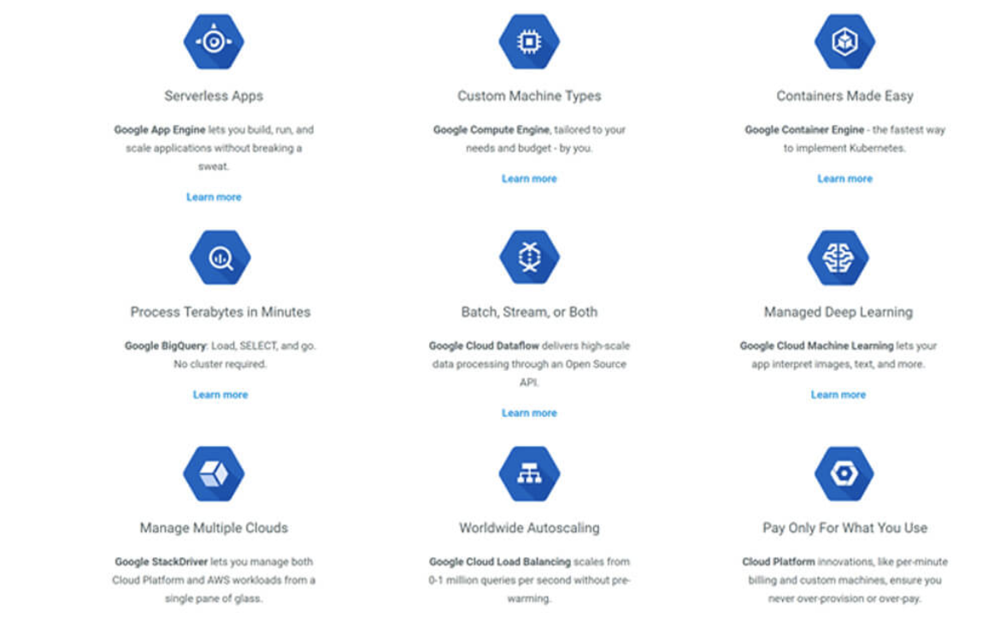 Serverless Apps
Google App Engine lets you build, run, and
scale applications without breaking a
sweat.
Learn more
Custom Machine Types
Google Compute Engine, tailored to your
needs and budget - by you.
Learn more
Containers Made Easy
Google Container Engine - the fastest way
to implement Kubernetes.
Learn more
Process Terabytes in Minutes
Google BigQuery: Load, SELECT, and go.
No cluster required.
Learn more
Batch, Stream, or Both
Google Cloud Dataflow delivers high-scale
data processing through an Open Source
API.
Learn more
Managed Deep Learning
Google Cloud Machine Learning lets your
app interpret images, text, and more.
Learn more
Manage Multiple Clouds
Google StackDriver lets you manage both
Cloud Platform and AWS workloads from a
single pane of glass.
Worldwide Autoscaling
Google Cloud Load Balancing scales from
0-1 million queries per second without pre-
warming.
Pay Only For What You Use
Cloud Platform innovations, like per-minute
billing and custom machines, ensure you
never over-provision or over-pay.